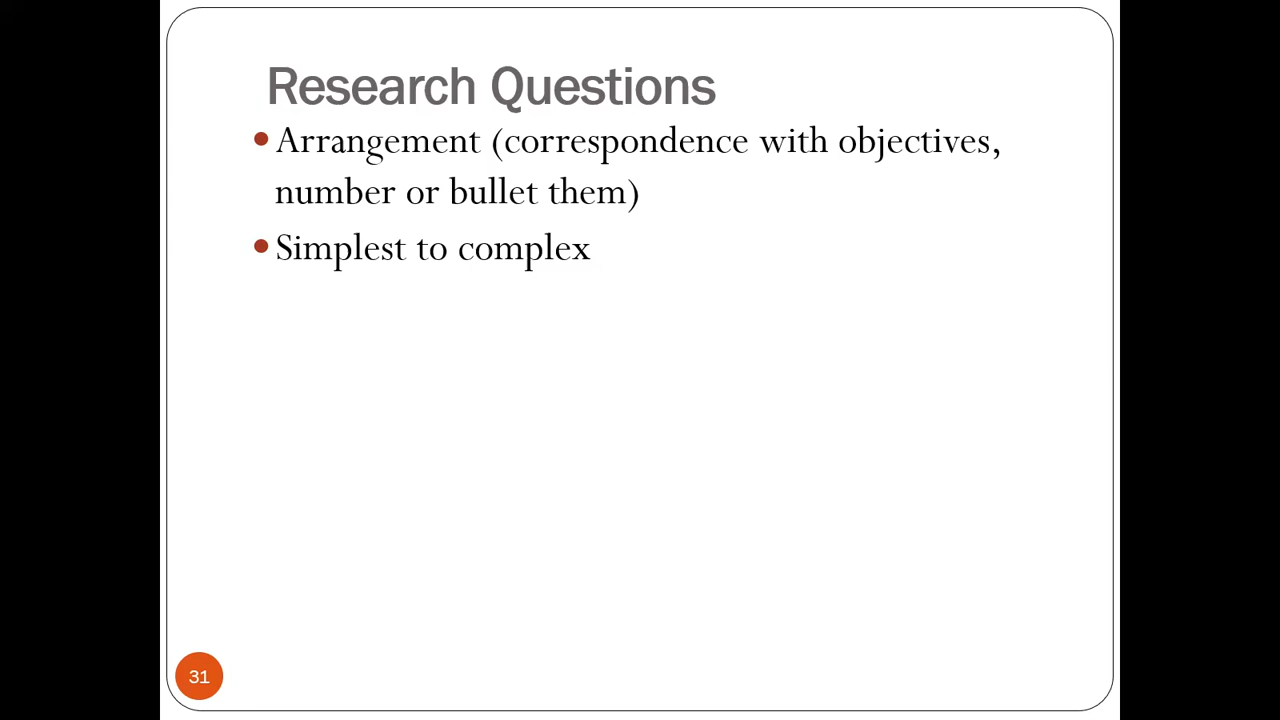 Research Questions
• Arrangement (correspondence with objectives,
number or bullet them)
• Simplest to complex
31